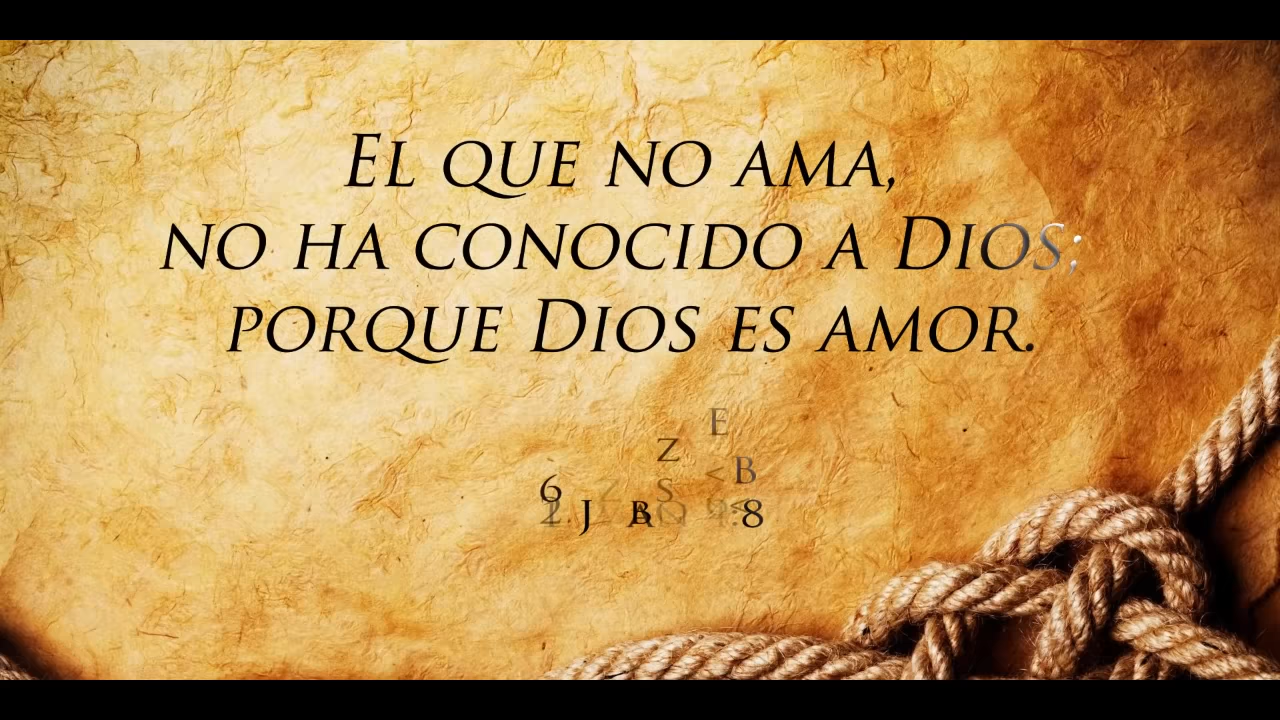 El que no ama,
no ha conocido a Dios;
porque Dios es amor.